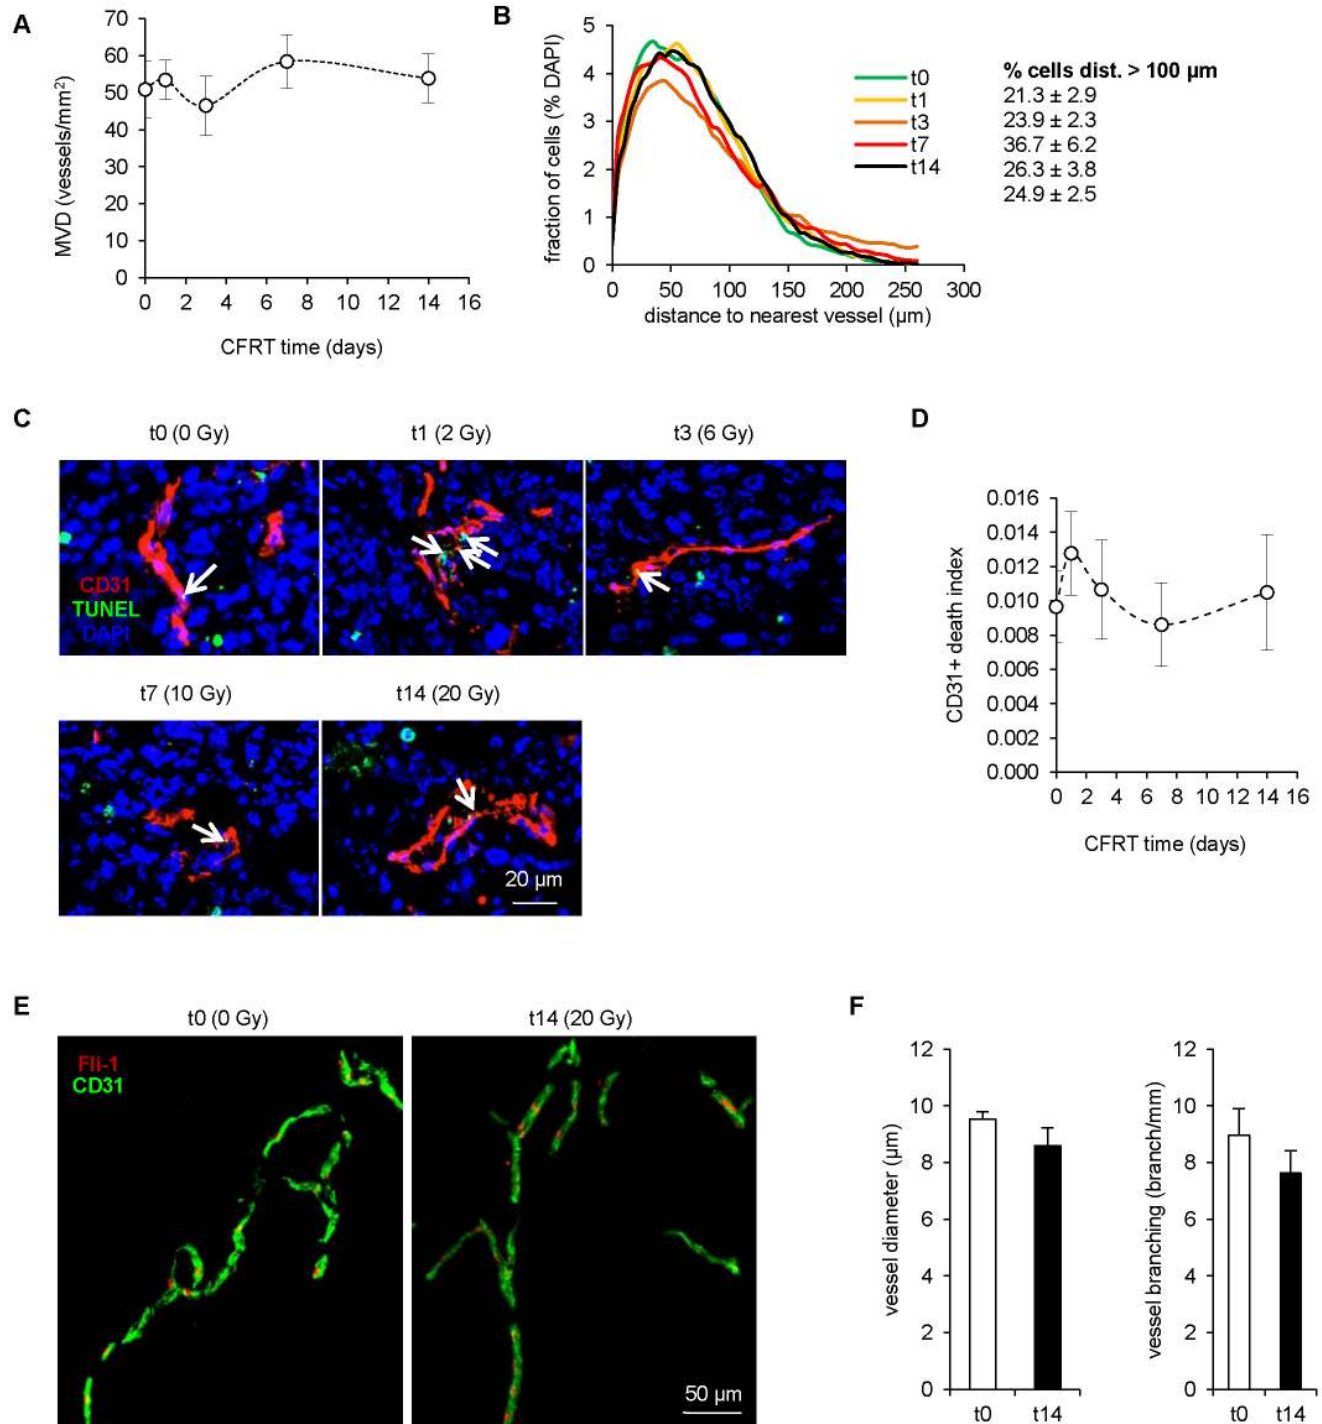 A
70
60
50
40
30
20
10
0
MVD (vessels/mm²)
0 2 4 6 8 10 12 14 16
CFRT time (days)
B
5
4
3
2
1
0
fraction of cells (% DAPI)
0 50 100 150 200 250 300
distance to nearest vessel (µm)
% cells dist. > 100 µm
t0 21.3 ± 2.9
t1 23.9 ± 2.3
t3 36.7 ± 6.2
t7 26.3 ± 3.8
t14 24.9 ± 2.5
C
t0 (0 Gy) t1 (2 Gy) t3 (6 Gy)
CD31
TUNEL
DAPI
t7 (10 Gy) t14 (20 Gy)
20 µm
D
0.016
0.014
0.012
0.010
0.008
0.006
0.004
0.002
0.000
CD31+ death index
0 2 4 6 8 10 12 14 16
CFRT time (days)
E
t0 (0 Gy) t14 (20 Gy)
Fli-1
CD31
50 µm
F
12
10
8
6
4
2
0
vessel diameter (µm)
t0 t14
12
10
8
6
4
2
0
vessel branching (branch/mm)
t0 t14